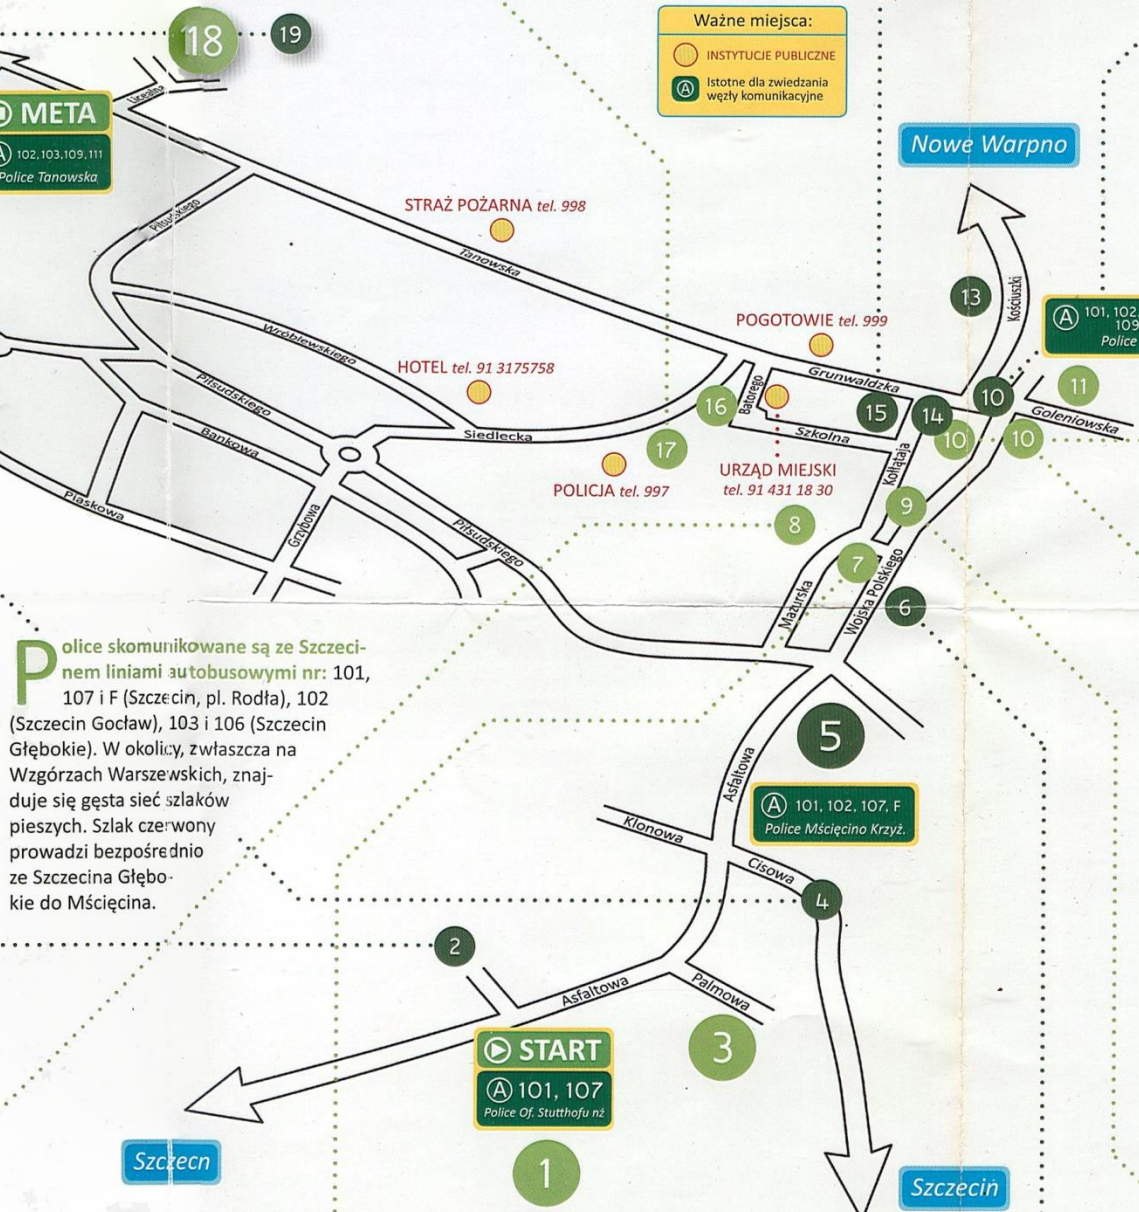 18
19
Ważne miejsca:
INSTYTUCJE PUBLICZNE
A Istotne dla zwiedzania
węzły komunikacyjne
META
A 102, 103, 109, 111
Police Tanowska
Licealna
Nowe Warpno
Piłsudskiego
STRAŻ POŻARNA tel. 998
Tanowska
13
Kościuszki
A 101, 102,
109
Police
POGOTOWIE tel. 999
Wróblewskiego
HOTEL tel. 91 3175758
Grunwaldzka
Piłsudskiego
Batorego
16
15
14
10
11
Goleniowska
Bankowa
Siedlecka
Szkolna
10
10
17
Kołłątaja
URZĄD MIEJSKI
tel. 91 431 18 30
POLICJA tel. 997
Piaskowa
Grzybowa
Piłsudskiego
8
9
7
Mazurska
Wojska Polskiego
6
Police skomunikowane są ze Szczeci-
nem liniami autobusowymi nr: 101,
107 i F (Szczecin, pl. Rodła), 102
(Szczecin Gocław), 103 i 106 (Szczecin
Głębokie). W okolicy, zwłaszcza na
Wzgórzach Warszewskich, znaj-
duje się gęsta sieć szlaków
pieszych. Szlak czerwony
prowadzi bezpośrednio
ze Szczecina Głębo-
kie do Mścięcina.
5
Asfaltowa
A 101, 102, 107, F
Police Mścięcino Krzyż.
Klonowa
Cisowa
4
2
Asfaltowa
Palmowa
3
START
A 101, 107
Police Of. Stutthofu nż
1
Szczecn
Szczeciń